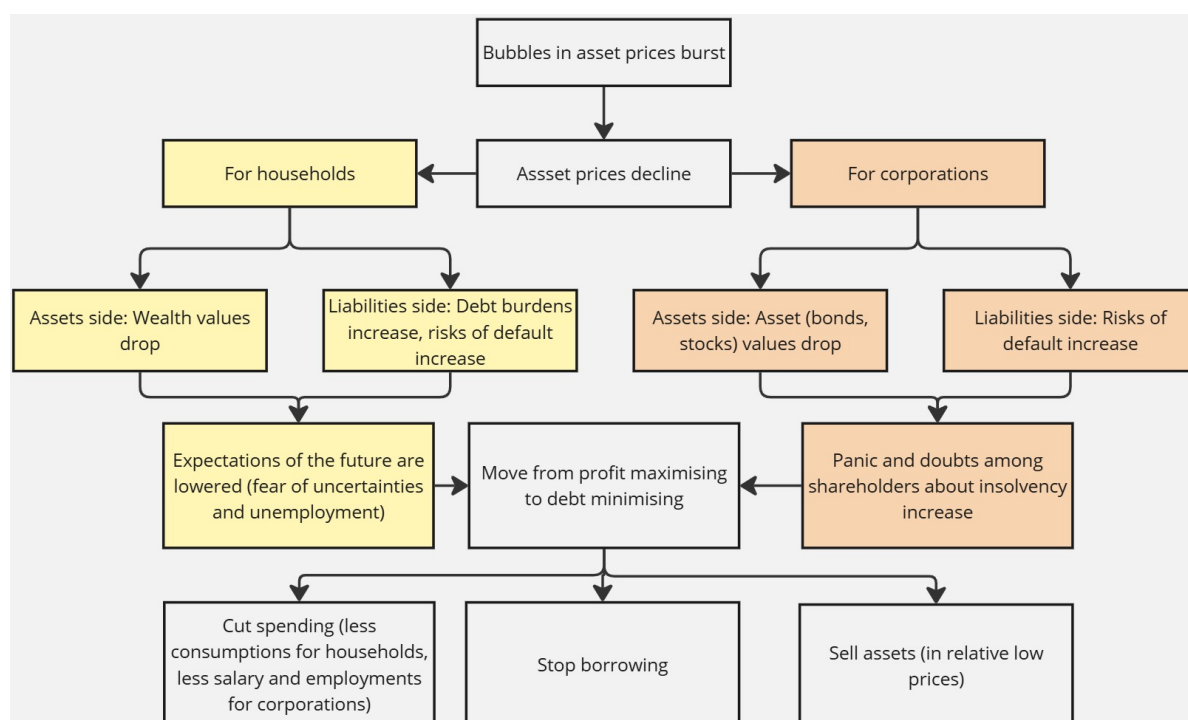 Bubbles in asset prices burst
For households
Assset prices decline
For corporations
Assets side: Wealth values
drop
Liabilities side: Debt burdens
increase, risks of default
increase
Assets side: Asset (bonds,
stocks) values drop
Liabilities side: Risks of
default increase
Expectations of the future are
lowered (fear of uncertainties
and unemployment)
Move from profit maximising
to debt minimising
Panic and doubts among
shareholders about insolvency
increase
Cut spending (less
consumptions for households,
less salary and employments
for corporations)
Stop borrowing
Sell assets (in relative low
prices)